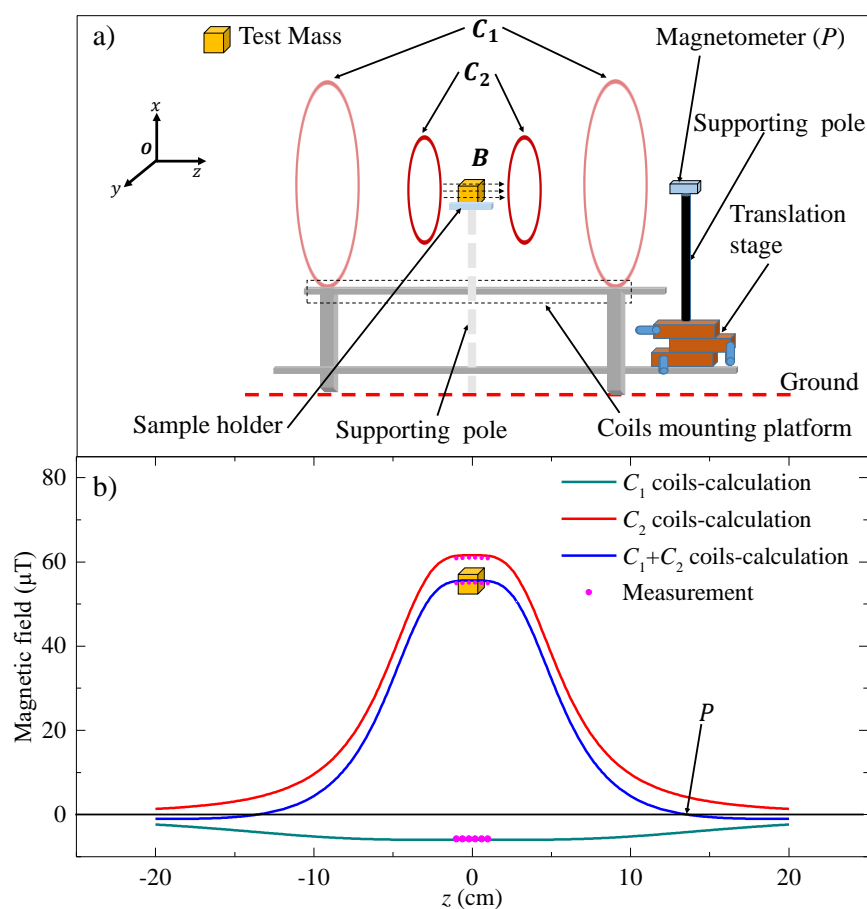 a)
Test Mass
C₁
C₂
Magnetometer (P)
Supporting pole
x
o
z
y
B
Translation
stage
Ground
Sample holder
Supporting pole
Coils mounting platform
b)
C₁ coils-calculation
C₂ coils-calculation
C₁+C₂ coils-calculation
Measurement
80
60
40
20
0
Magnetic field (μT)
P
-20
-10
0
10
20
z (cm)